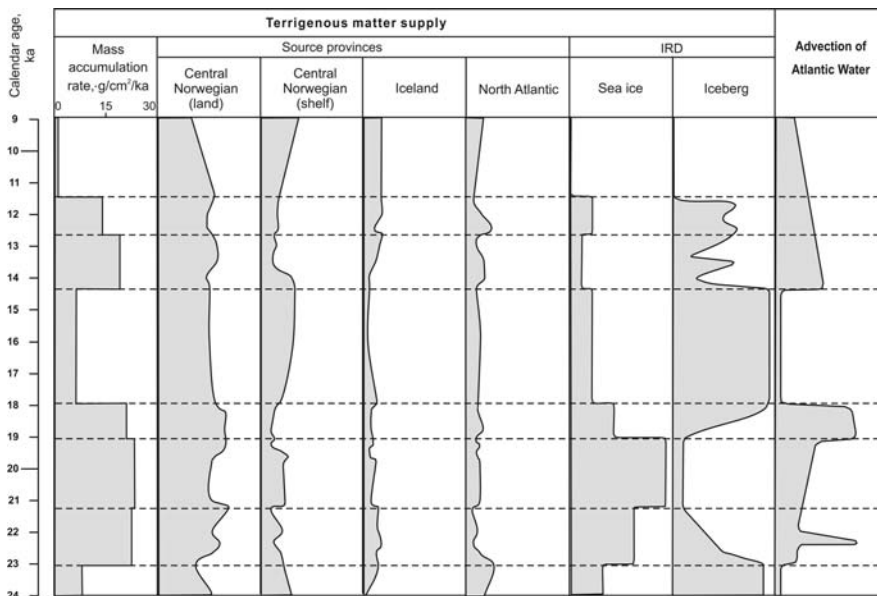 Calendar age,
ka
Terrigenous matter supply
Mass
accumulation
rate,·g/cm²/ka
0 15 30
Source provinces
IRD
Central
Norwegian
(land)
Central
Norwegian
(shelf)
Iceland
North Atlantic
Sea ice
Iceberg
Advection of
Atlantic Water
9
10
11
12
13
14
15
16
17
18
19
20
21
22
23
24